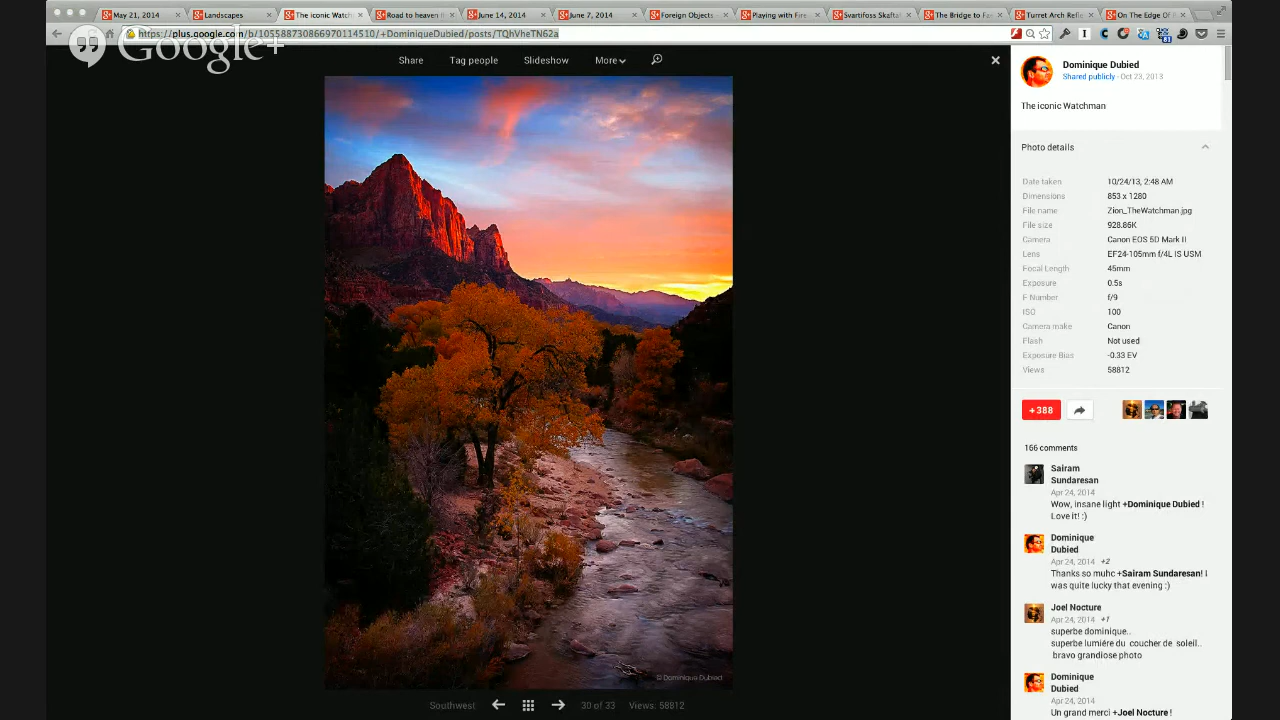 May 21, 2014
Landscapes
The iconic Watch
Road to heaven
June 14, 2014
June 7, 2014
Foreign Objects
Playing with Fire
Svartifoss Skafta
The Bridge to Fa
Turret Arch Refle
On The Edge Of
https://plus.google.com/b/105588730866970114510/+DominiqueDubied/posts/TQhVheTN62a
Google+
Share
Tag people
Slideshow
More
Dominique Dubied
Shared publicly - Oct 23, 2013
The iconic Watchman
Photo details
Date taken 10/24/13, 2:48 AM
Dimensions 853 x 1280
File name Zion_TheWatchman.jpg
File size 928.86K
Camera Canon EOS 5D Mark II
Lens EF24-105mm f/4L IS USM
Focal Length 45mm
Exposure 0.5s
F Number f/9
ISO 100
Camera make Canon
Flash Not used
Exposure Bias -0.33 EV
Views 58812
+388
166 comments
Sairam
Sundaresan
Apr 24, 2014
Wow, insane light +Dominique Dubied !
Love it! :)
Dominique
Dubied
Apr 24, 2014 +2
Thanks so muhc +Sairam Sundaresan! I
was quite lucky that evening :)
Joel Nocture
Apr 24, 2014 +1
superbe dominique..
superbe lumiére du coucher de soleil..
bravo grandiose photo
Dominique
Dubied
Apr 24, 2014
Un grand merci +Joel Nocture !
© Dominique Dubied
Southwest
30 of 33
Views: 58812